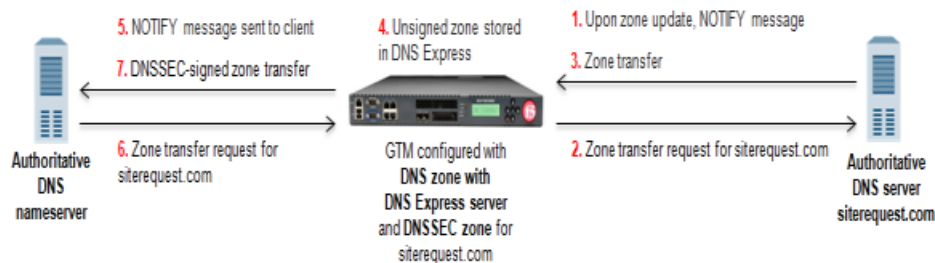 5. NOTIFY message sent to client
7. DNSSEC-signed zone transfer
4. Unsigned zone stored
in DNS Express
1. Upon zone update, NOTIFY message
3. Zone transfer
6. Zone transfer request for
siterequest.com
2. Zone transfer request for siterequest.com
Authoritative
DNS
nameserver
GTM configured with
DNS zone with
DNS Express server
and DNSSEC zone for
siterequest.com
Authoritative
DNS server
siterequest.com